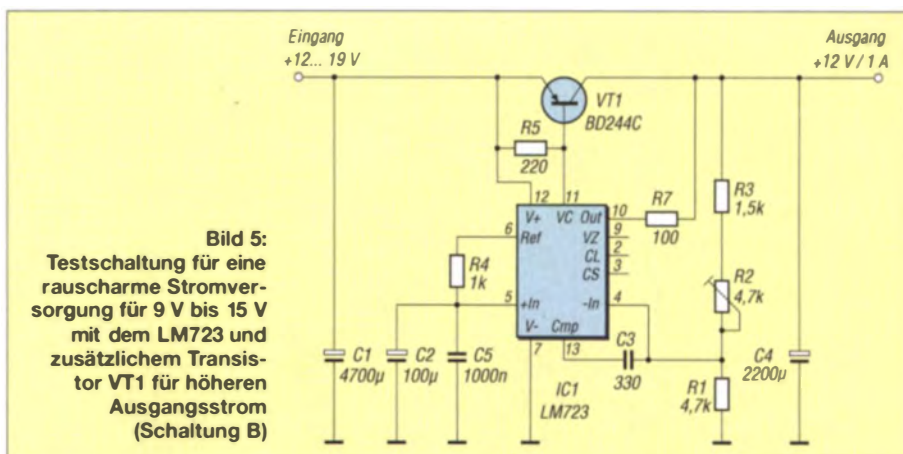 Eingang
+12... 19 V
Ausgang
+12 V / 1 A
VT1
BD244C
R5
220
12
11
V+
VC
Out
10
R7
100
6
Ref
VZ
9
CL
2
CS
3
R3
1,5k
R4
1k
R2
4,7k
5
+In
-In
4
V-
Cmp
7
13
C3
330
C1
4700µ
C2
100µ
C5
1000n
IC1
LM723
R1
4,7k
C4
2200µ
Bild 5:
Testschaltung für eine
rauscharme Stromver-
sorgung für 9 V bis 15 V
mit dem LM723 und
zusätzlichem Transis-
tor VT1 für höheren
Ausgangsstrom
(Schaltung B)